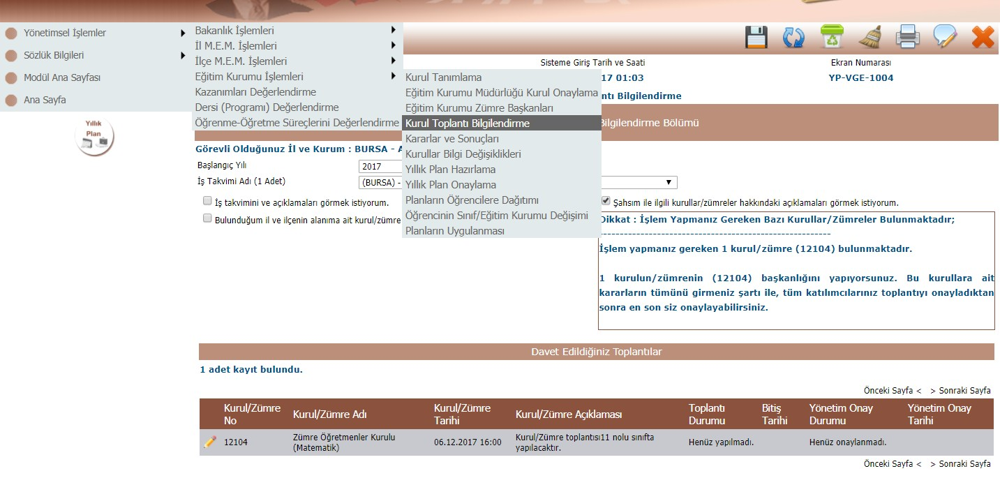 Yönetimsel İşlemler
Sözlük Bilgileri
Modül Ana Sayfası
Ana Sayfa
Bakanlık İşlemleri
İl M.E.M. İşlemleri
İlçe M.E.M. İşlemleri
Eğitim Kurumu İşlemleri
Kazanımları Değerlendirme
Dersi (Programı) Değerlendirme
Öğrenme-Öğretme Süreçlerini Değerlendirme
Kurul Tanımlama
Eğitim Kurumu Müdürlüğü Kurul Onaylama
Eğitim Kurumu Zümre Başkanları
Kurul Toplantı Bilgilendirme
Kararlar ve Sonuçları
Kurullar Bilgi Değişiklikleri
Yıllık Plan Hazırlama
Yıllık Plan Onaylama
Planların Öğrencilere Dağıtımı
Öğrencinin Sınıf/Eğitim Kurumu Değişimi
Planların Uygulanması
Yıllık
Plan
Sisteme Giriş Tarih ve Saati
Ekran Numarası
17 01:03
YP-VGE-1004
ntı Bilgilendirme
Bilgilendirme Bölümü
Görevli Olduğunuz İl ve Kurum : BURSA - A
Başlangıç Yılı
2017
İş Takvimi Adı (1 Adet)
(BURSA) -
İş takvimini ve açıklamaları görmek istiyorum.
Şahsım ile ilgili kurullar/zümreler hakkındaki açıklamaları görmek istiyorum.
Bulunduğum il ve ilçenin alanıma ait kurul/zümre
Dikkat : İşlem Yapmanız Gereken Bazı Kurullar/Zümreler Bulunmaktadır;
------------------------------------------------------
İşlem yapmanız gereken 1 kurul/zümre (12104) bulunmaktadır.
1 kurulun/zümrenin (12104) başkanlığını yapıyorsunuz. Bu kurullara ait
kararların tümünü girmeniz şartı ile, tüm katılımcılarınız toplantıyı onayladıktan
sonra en son siz onaylayabilirsiniz.
Davet Edildiğiniz Toplantılar
1 adet kayıt bulundu.
Önceki Sayfa < > Sonraki Sayfa
Kurul/Zümre No
Kurul/Zümre Adı
Kurul/Zümre Tarihi
Kurul/Zümre Açıklaması
Toplantı Durumu
Bitiş Tarihi
Yönetim Onay Durumu
Yönetim Onay Tarihi
12104
Zümre Öğretmenler Kurulu
(Matematik)
06.12.2017 16:00
Kurul/Zümre toplantısı11 nolu sınıfta
yapılacaktır.
Henüz yapılmadı.
Henüz onaylanmadı.
Önceki Sayfa < > Sonraki Sayfa